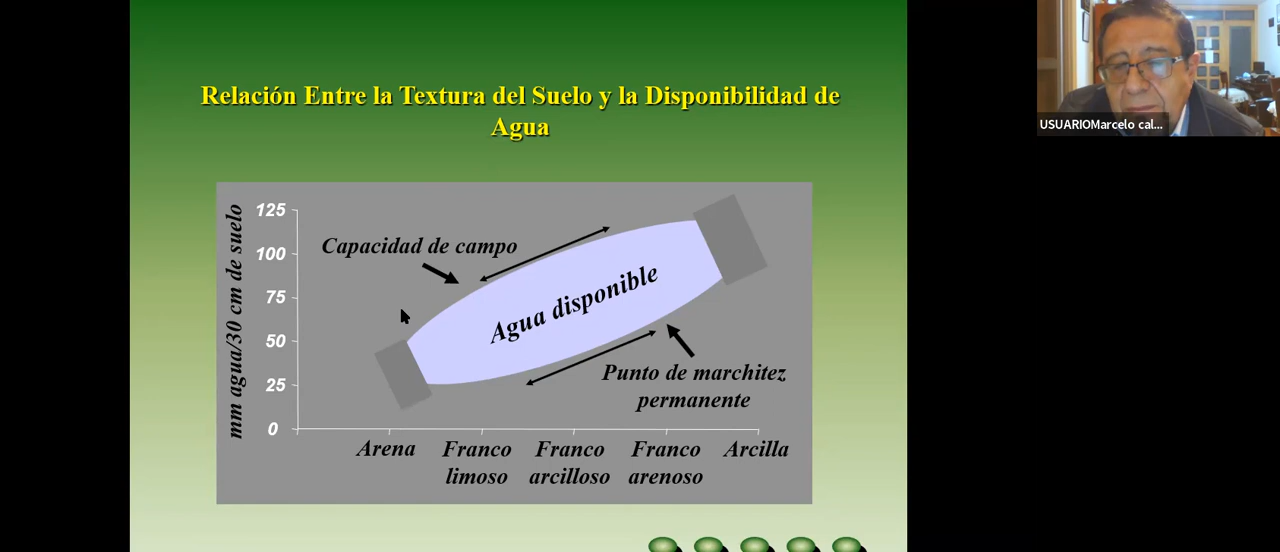 Relación Entre la Textura del Suelo y la Disponibilidad de
Agua
USUARIOMarcelo cal...
mm agua/30 cm de suelo
125
100
75
50
25
0
Capacidad de campo
Agua disponible
Punto de marchitez
permanente
Arena
Franco
limoso
Franco
arcilloso
Franco
arenoso
Arcilla